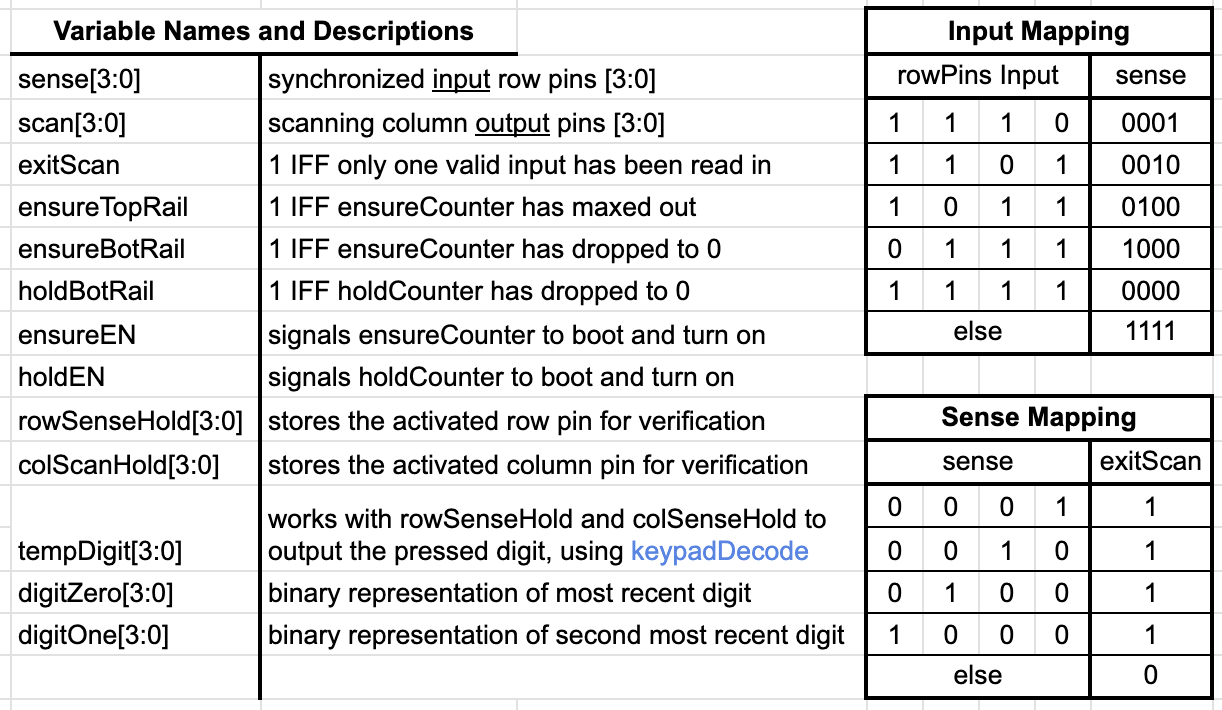 Variable Names and Descriptions
sense[3:0] synchronized input row pins [3:0]
scan[3:0] scanning column output pins [3:0]
exitScan 1 IFF only one valid input has been read in
ensureTopRail 1 IFF ensureCounter has maxed out
ensureBotRail 1 IFF ensureCounter has dropped to 0
holdBotRail 1 IFF holdCounter has dropped to 0
ensureEN signals ensureCounter to boot and turn on
holdEN signals holdCounter to boot and turn on
rowSenseHold[3:0] stores the activated row pin for verification
colScanHold[3:0] stores the activated column pin for verification
works with rowSenseHold and colSenseHold to
tempDigit[3:0] output the pressed digit, using keypadDecode
digitZero[3:0] binary representation of most recent digit
digitOne[3:0] binary representation of second most recent digit
Input Mapping
rowPins Input sense
1 1 1 0 0001
1 1 0 1 0010
1 0 1 1 0100
0 1 1 1 1000
1 1 1 1 0000
else 1111
Sense Mapping
sense exitScan
0 0 0 1 1
0 0 1 0 1
0 1 0 0 1
1 0 0 0 1
else 0